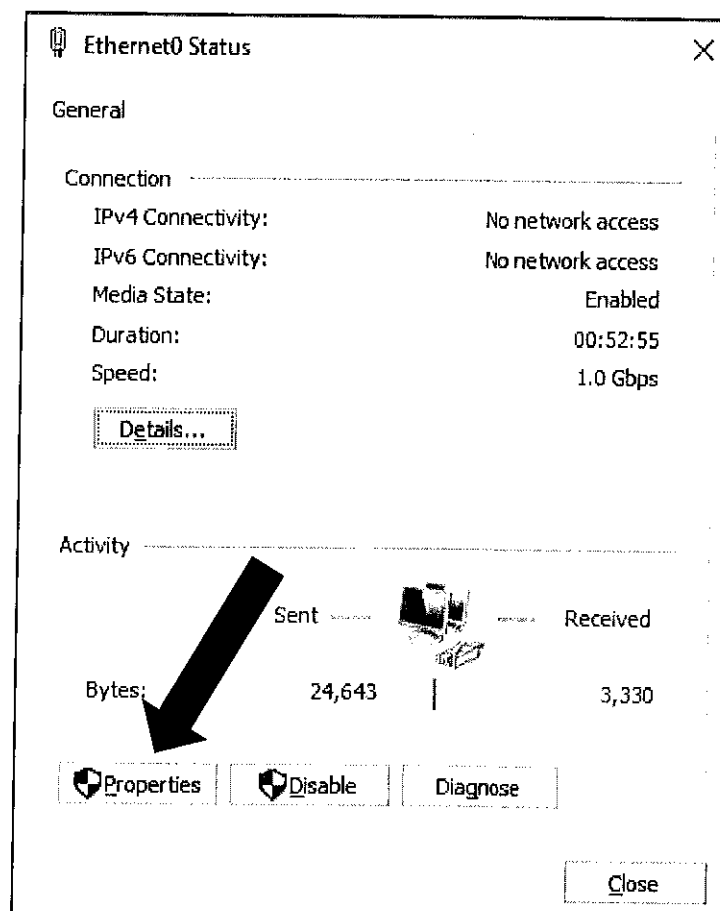 Ethernet0 Status
General
Connection
IPv4 Connectivity: No network access
IPv6 Connectivity: No network access
Media State: Enabled
Duration: 00:52:55
Speed: 1.0 Gbps
Details...
Activity
Sent Received
Bytes: 24,643 3,330
Properties Disable Diagnose
Close